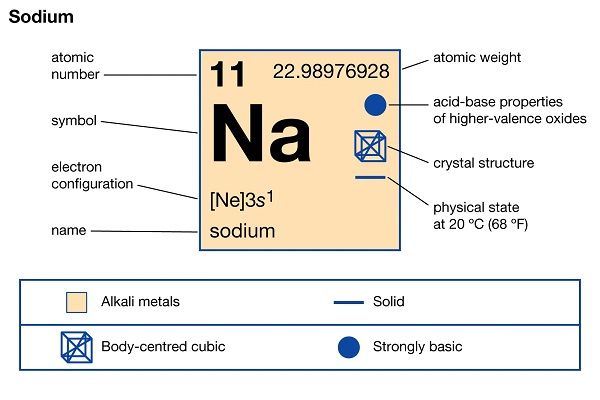 Sodium
atomic
number
11
22.98976928
atomic weight
acid-base properties
of higher-valence oxides
symbol
Na
crystal structure
electron
configuration
[Ne]3s¹
physical state
at 20 ºC (68 ºF)
name
sodium
Alkali metals
Solid
Body-centred cubic
Strongly basic